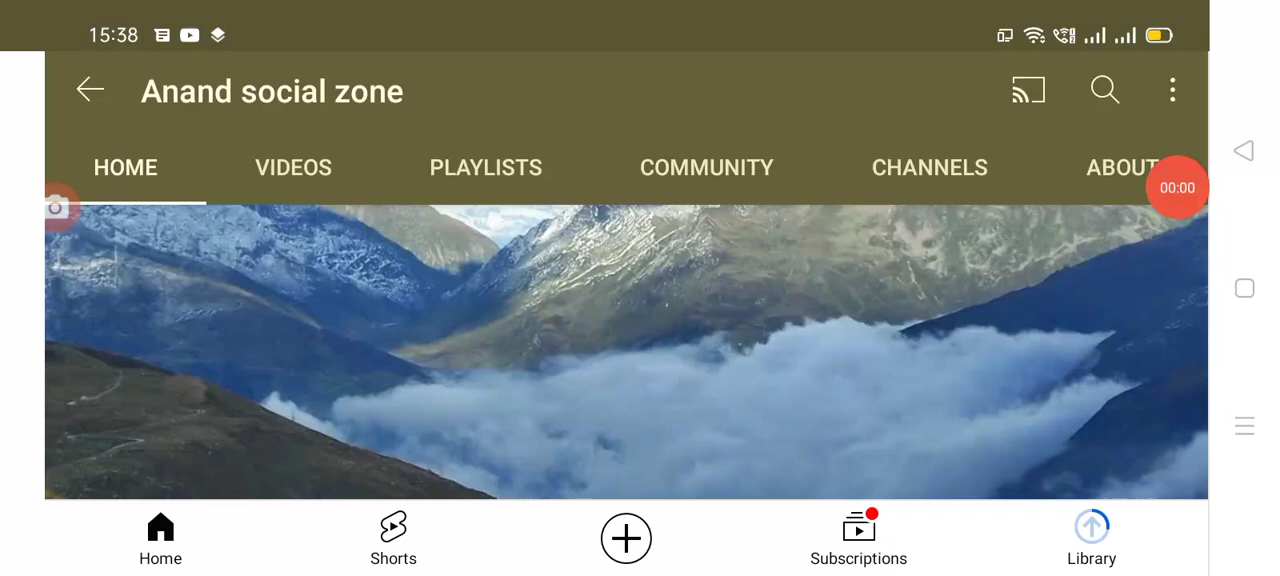 15:38
Anand social zone
HOME VIDEOS PLAYLISTS COMMUNITY CHANNELS ABOUT
00:00
Home Shorts Subscriptions Library